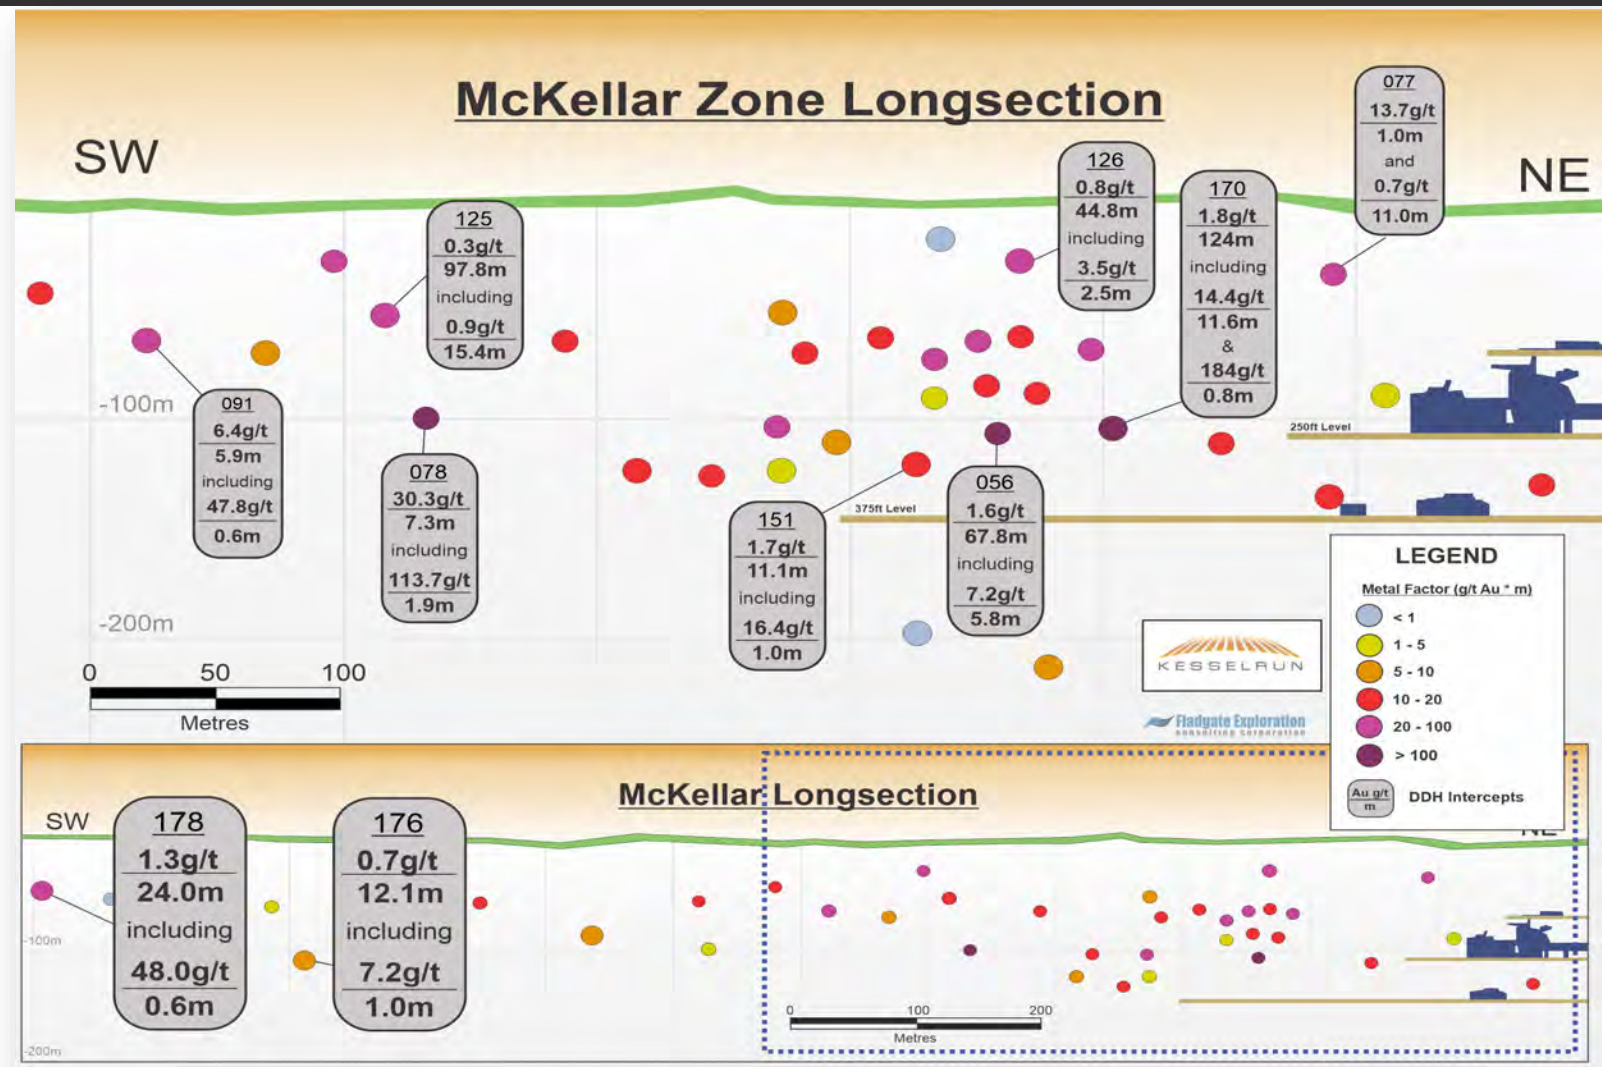 McKellar Zone Longsection
SW
NE
077
13.7g/t
1.0m
and
0.7g/t
11.0m
126
0.8g/t
44.8m
including
3.5g/t
2.5m
170
1.8g/t
124m
including
14.4g/t
11.6m
&
184g/t
0.8m
125
0.3g/t
97.8m
including
0.9g/t
15.4m
-100m
091
6.4g/t
5.9m
including
47.8g/t
0.6m
078
30.3g/t
7.3m
including
113.7g/t
1.9m
250ft Level
375ft Level
151
1.7g/t
11.1m
including
16.4g/t
1.0m
056
1.6g/t
67.8m
including
7.2g/t
5.8m
-200m
0 50 100
Metres
KESSELRUN
Fladgate Exploration
consulting corporation
LEGEND
Metal Factor (g/t Au * m)
< 1
1 - 5
5 - 10
10 - 20
20 - 100
> 100
Au g/t
m
DDH Intercepts
McKellar Longsection
SW
NE
178
1.3g/t
24.0m
including
48.0g/t
0.6m
176
0.7g/t
12.1m
including
7.2g/t
1.0m
-100m
-200m
0 100 200
Metres